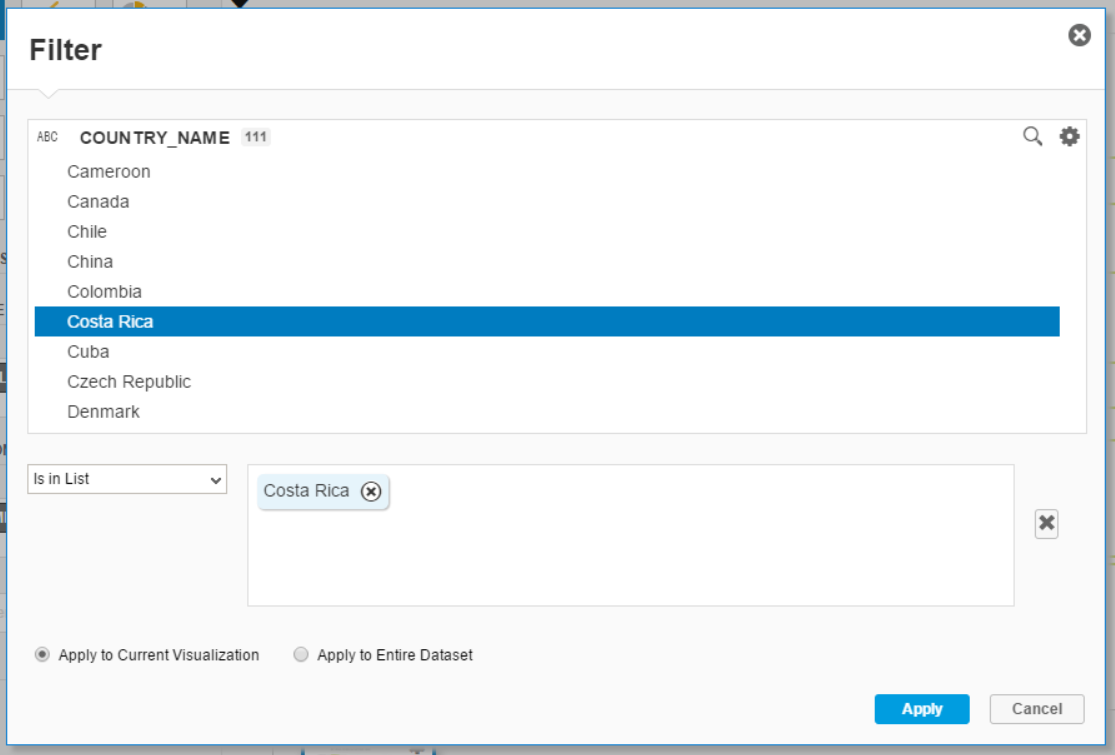 Filter
ABC COUNTRY_NAME 111
Cameroon
Canada
Chile
China
Colombia
Costa Rica
Cuba
Czech Republic
Denmark
Is in List
Costa Rica
Apply to Current Visualization Apply to Entire Dataset
Apply Cancel